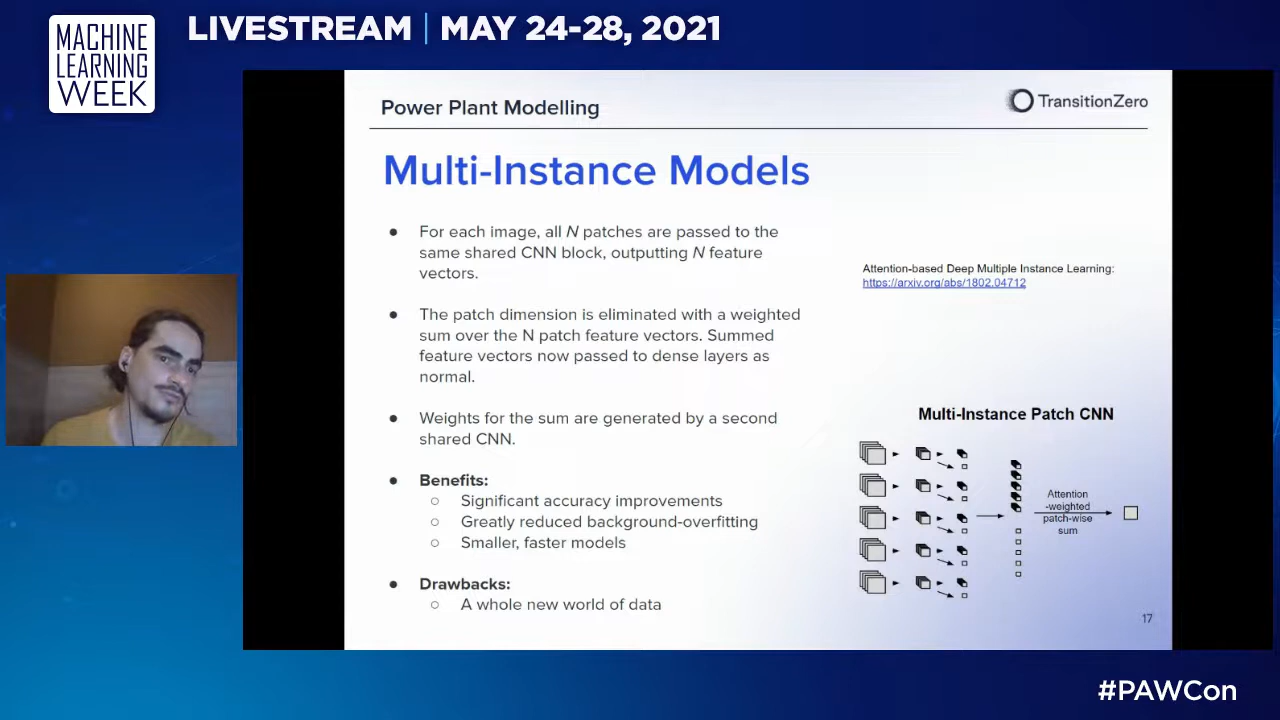 MACHINE
LEARNING
WEEK
LIVESTREAM | MAY 24-28, 2021
Power Plant Modelling
TransitionZero
Multi-Instance Models
● For each image, all N patches are passed to the
same shared CNN block, outputting N feature
vectors.
● The patch dimension is eliminated with a weighted
sum over the N patch feature vectors. Summed
feature vectors now passed to dense layers as
normal.
● Weights for the sum are generated by a second
shared CNN.
● Benefits:
○ Significant accuracy improvements
○ Greatly reduced background-overfitting
○ Smaller, faster models
● Drawbacks:
○ A whole new world of data
Attention-based Deep Multiple Instance Learning:
https://arxiv.org/abs/1802.04712
Multi-Instance Patch CNN
Attention
-weighted
patch-wise
sum
17
#PAWCon